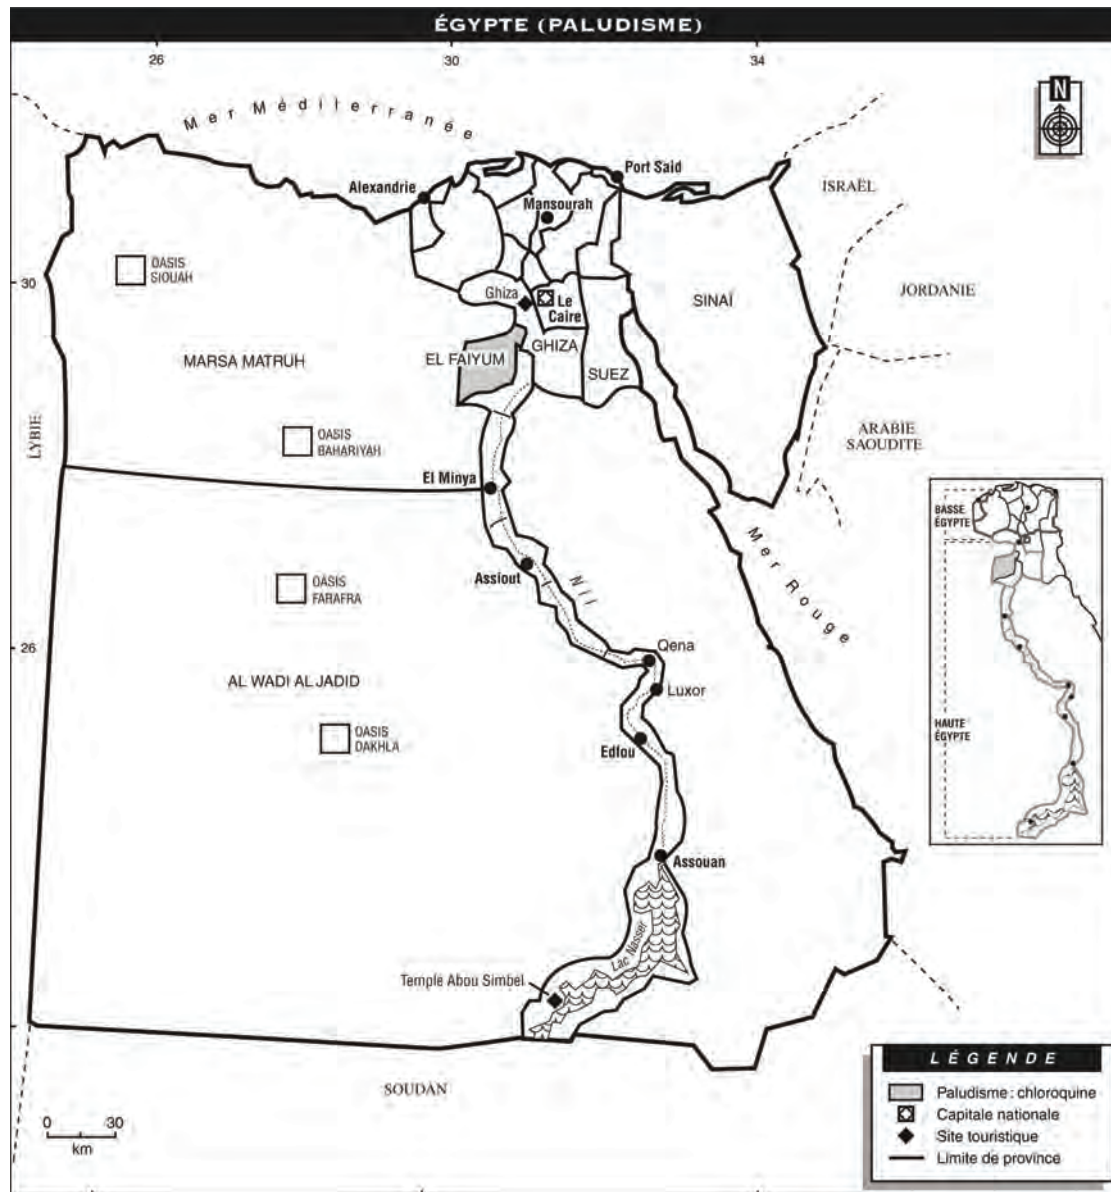 ÉGYPTE (PALUDISME)
26
30
34
N
Mer Méditerranée
Alexandrie
Port Said
Mansourah
ISRAËL
30
OASIS
SIOUAH
Ghiza
Le
Caire
SINAÏ
JORDANIE
MARSA MATRUH
EL FAIYUM
GHIZA
SUEZ
LYBIE
OASIS
BAHARIYAH
ARABIE
SAOUDITE
El Minya
Mer Rouge
BASSE
ÉGYPTE
Assiout
Nil
OASIS
FARAFRA
26
Qena
AL WADI AL JADID
Luxor
OASIS
DAKHLA
Edfou
HAUTE
ÉGYPTE
Assouan
Lac Nasser
Temple Abou Simbel
SOUDAN
0 30
km
LÉGENDE
Paludisme : chloroquine
Capitale nationale
Site touristique
Limite de province